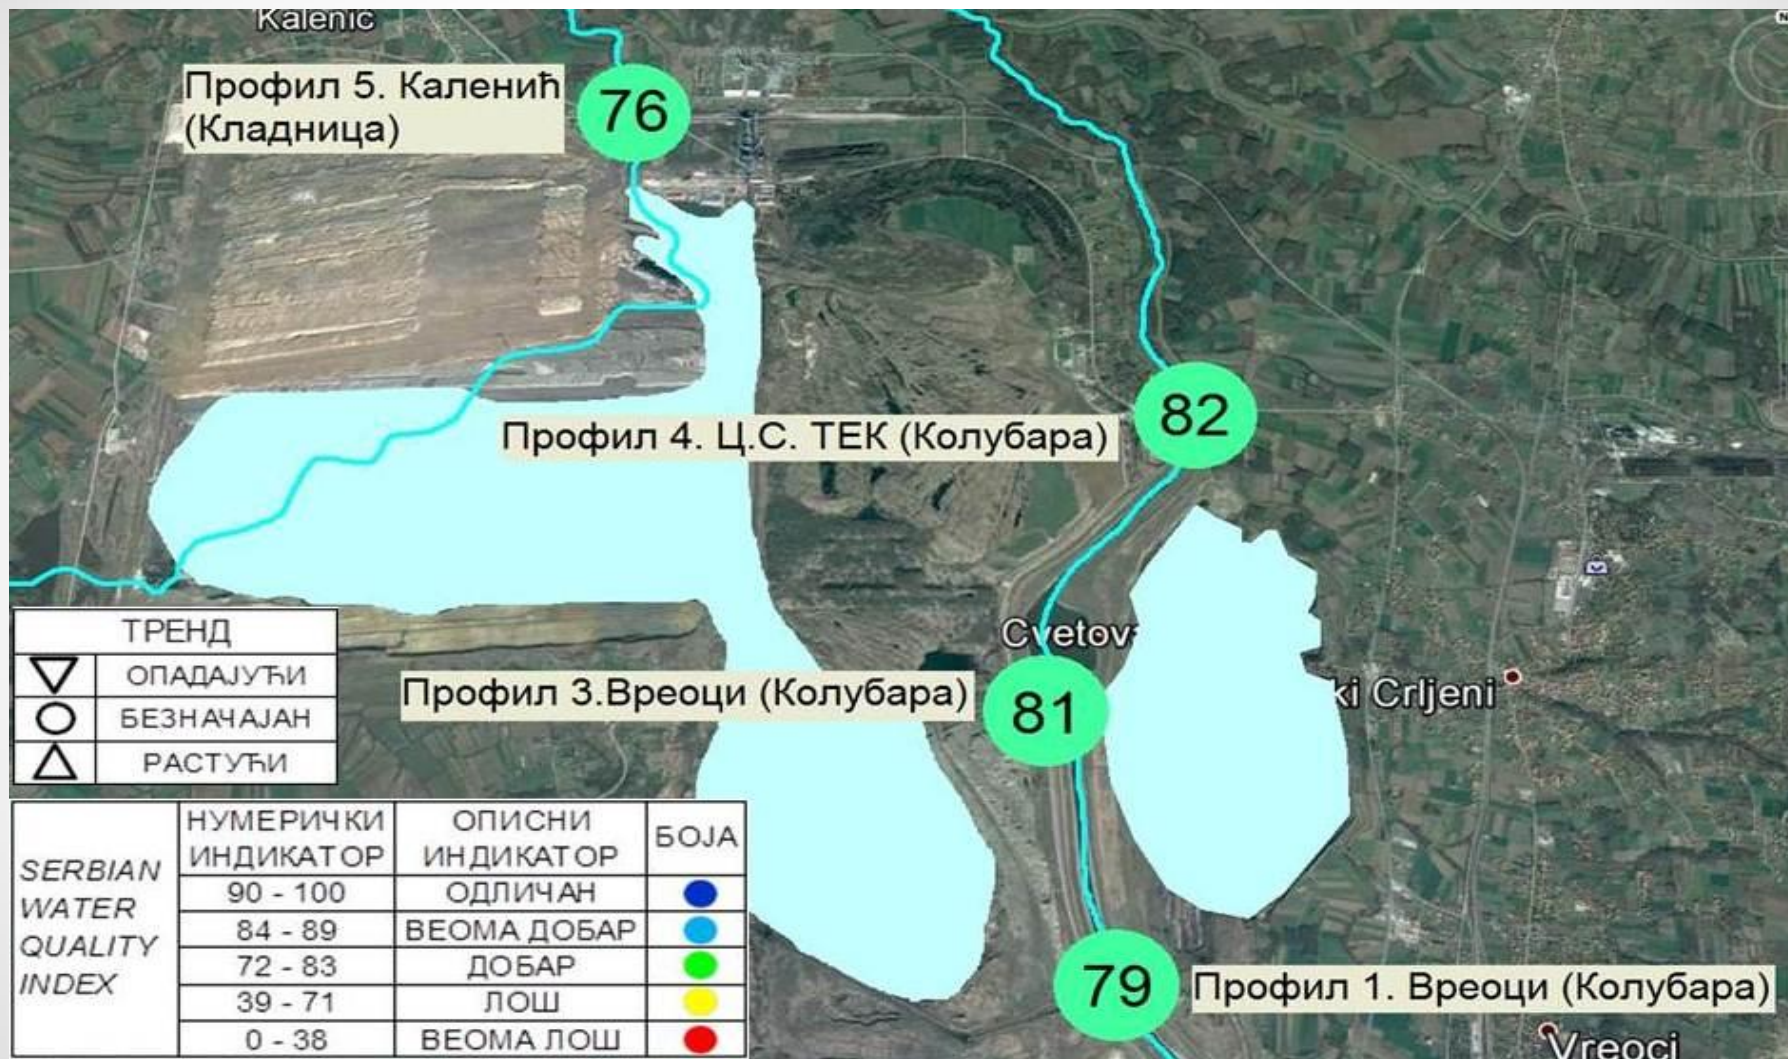 Kalenic
Профил 5. Каленић
(Кладница)
76
Профил 4. Ц.С. ТЕК (Колубара)
82
Cvetov
Профил 3.Вреоци (Колубара)
81
ki Crljeni
79
Профил 1. Вреоци (Колубара)
Vreoci
ТРЕНД
ОПАДАЈУЋИ
БЕЗНАЧАЈАН
РАСТУЋИ
SERBIAN
WATER
QUALITY
INDEX
НУМЕРИЧКИ
ИНДИКАТОР
ОПИСНИ
ИНДИКАТОР
БОЈА
90 - 100 ОДЛИЧАН
84 - 89 ВЕОМА ДОБАР
72 - 83 ДОБАР
39 - 71 ЛОШ
0 - 38 ВЕОМА ЛОШ